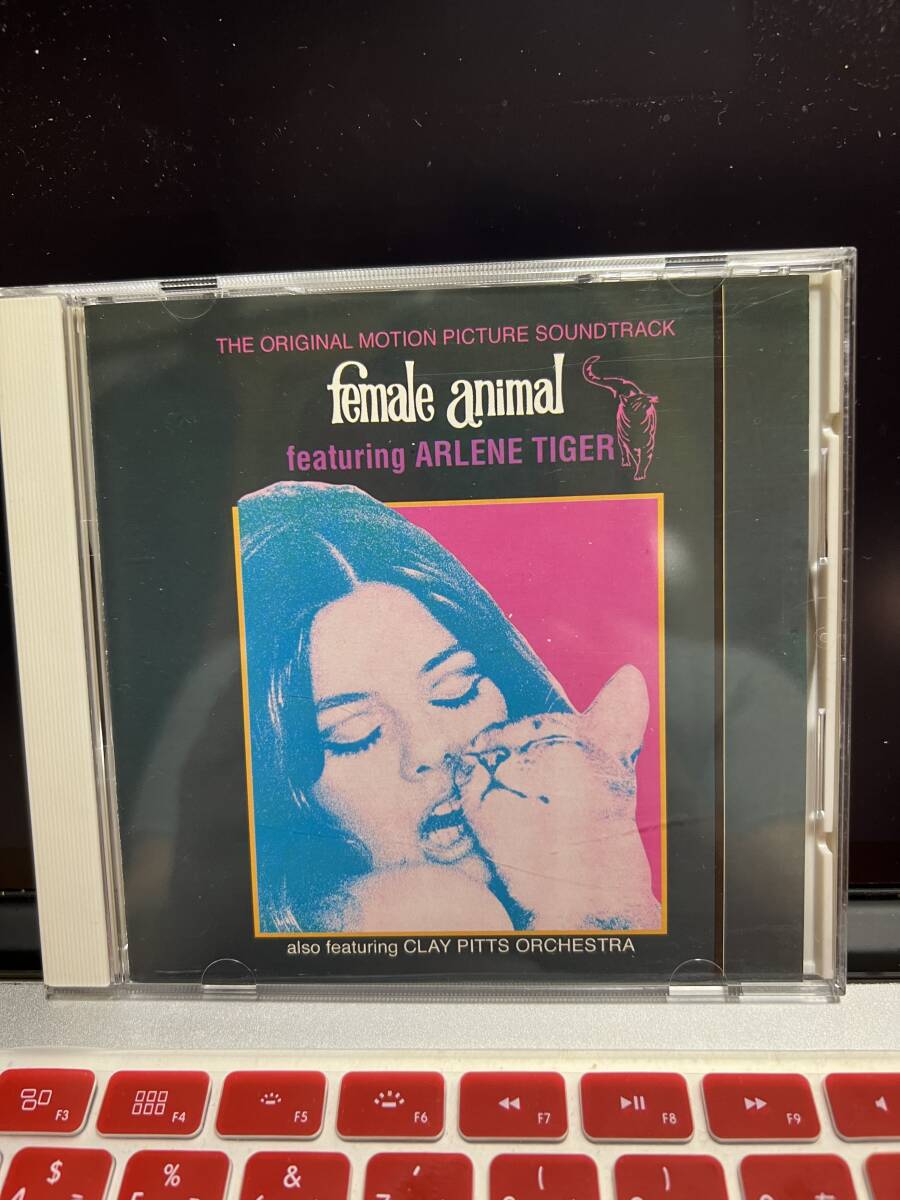 THE ORIGINAL MOTION PICTURE SOUNDTRACK
female animal
featuring ARLENE TIGER
also featuring CLAY PITTS ORCHESTRA
F3 F4 F5 F6 F7 F8 F9
$ % & ' ( ) (